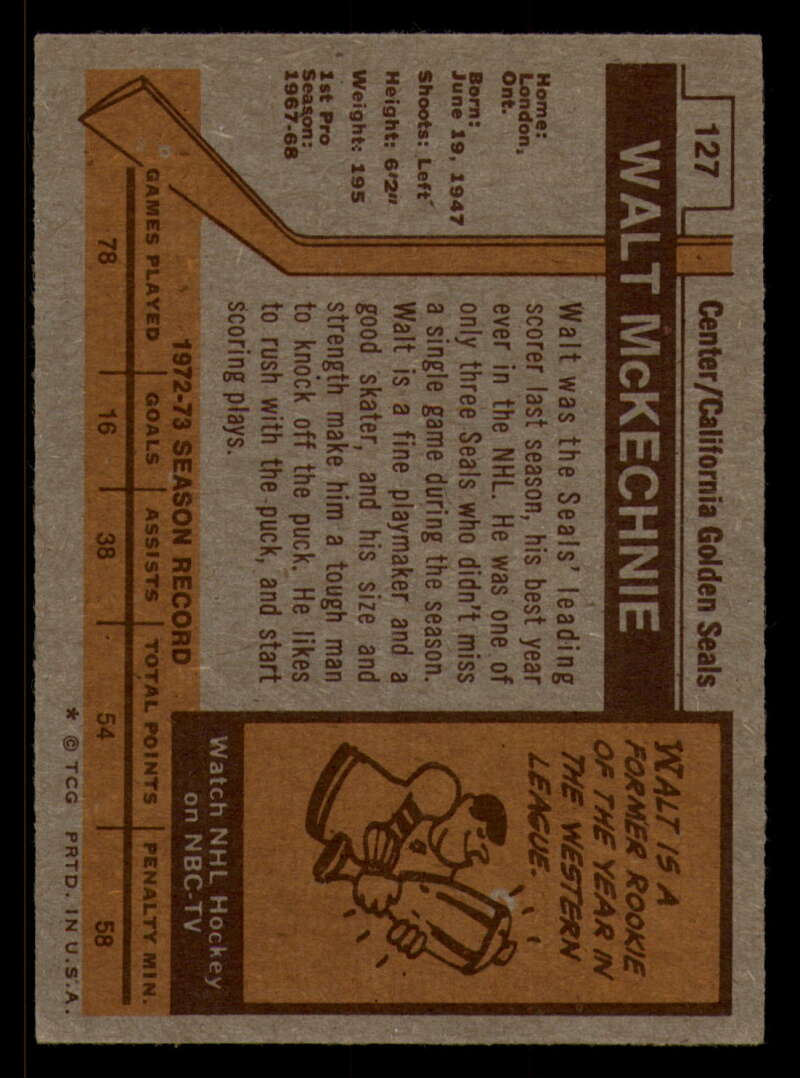 127
Center/California Golden Seals
WALT McKECHNIE
Home:
London,
Ont.
Born:
June 19, 1947
Shoots: Left
Height: 6'2"
Weight: 195
1st Pro
Season:
1967-68
Walt was the Seals' leading
scorer last season, his best year
ever in the NHL. He was one of
only three Seals who didn't miss
a single game during the season.
Walt is a fine playmaker and a
good skater, and his size and
strength make him a tough man
to knock off the puck. He likes
to rush with the puck, and start
scoring plays.
WALT IS A
FORMER ROOKIE
OF THE YEAR IN
THE WESTERN
LEAGUE.
Watch NHL Hockey
on NBC-TV
1972-73 SEASON RECORD
GAMES PLAYED GOALS ASSISTS TOTAL POINTS PENALTY MIN.
78 16 38 54 58
* © TCG PRTD. IN U.S.A.